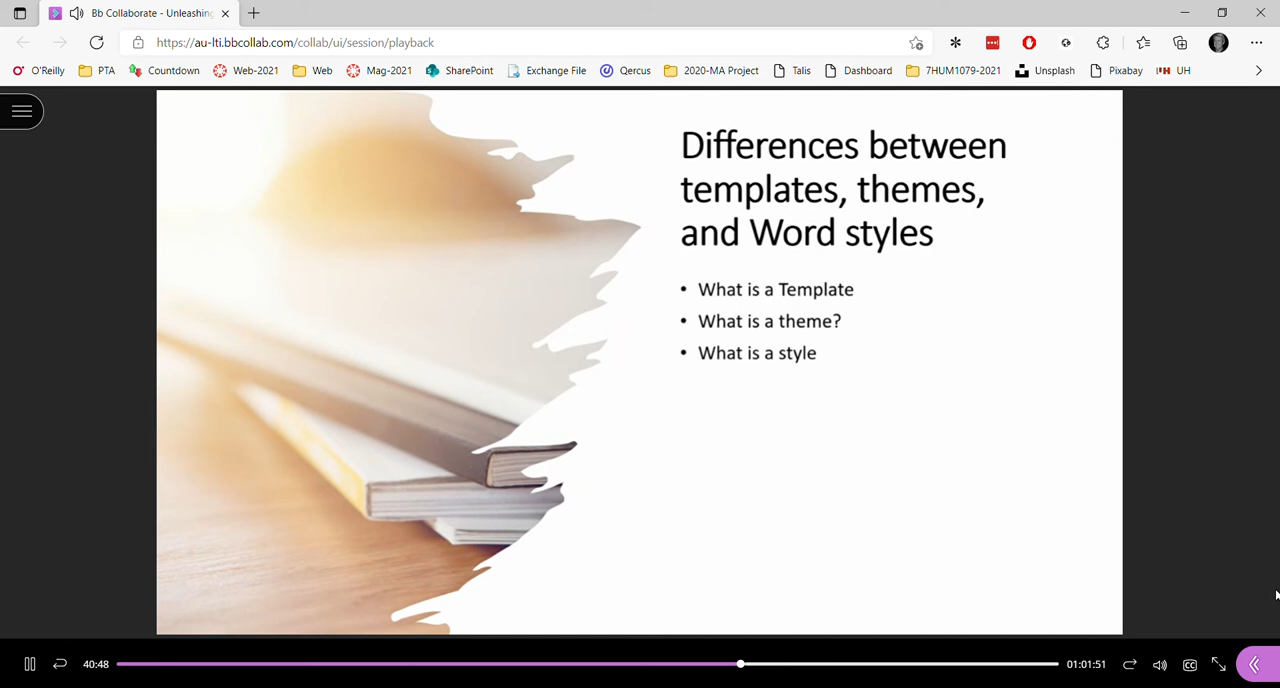 Bb Collaborate - Unleashing
https://au-lti.bbcollab.com/collab/ui/session/playback
O'Reilly PTA Countdown Web-2021 Web Mag-2021 SharePoint Exchange File Qercus 2020-MA Project Talis Dashboard 7HUM1079-2021 Unsplash Pixabay UH
Differences between
templates, themes,
and Word styles
• What is a Template
• What is a theme?
• What is a style
40:48 01:01:51